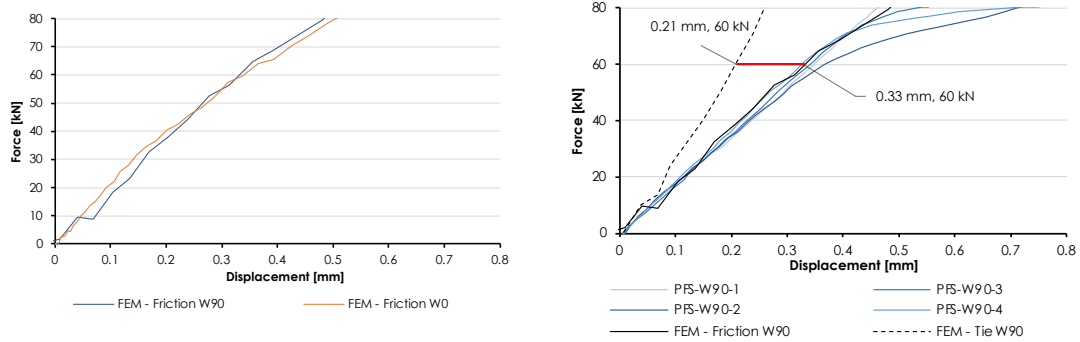 80
70
60
50
40
30
20
10
0
Force [kN]
0 0.1 0.2 0.3 0.4 0.5 0.6 0.7 0.8
Displacement [mm]
FEM - Friction W90 FEM - Friction W0
80
60
40
20
0
Force [kN]
0.21 mm, 60 kN
0.33 mm, 60 kN
0 0.1 0.2 0.3 0.4 0.5 0.6 0.7 0.8
Displacement [mm]
PFS-W90-1 PFS-W90-3
PFS-W90-2 PFS-W90-4
FEM - Friction W90 FEM - Tie W90